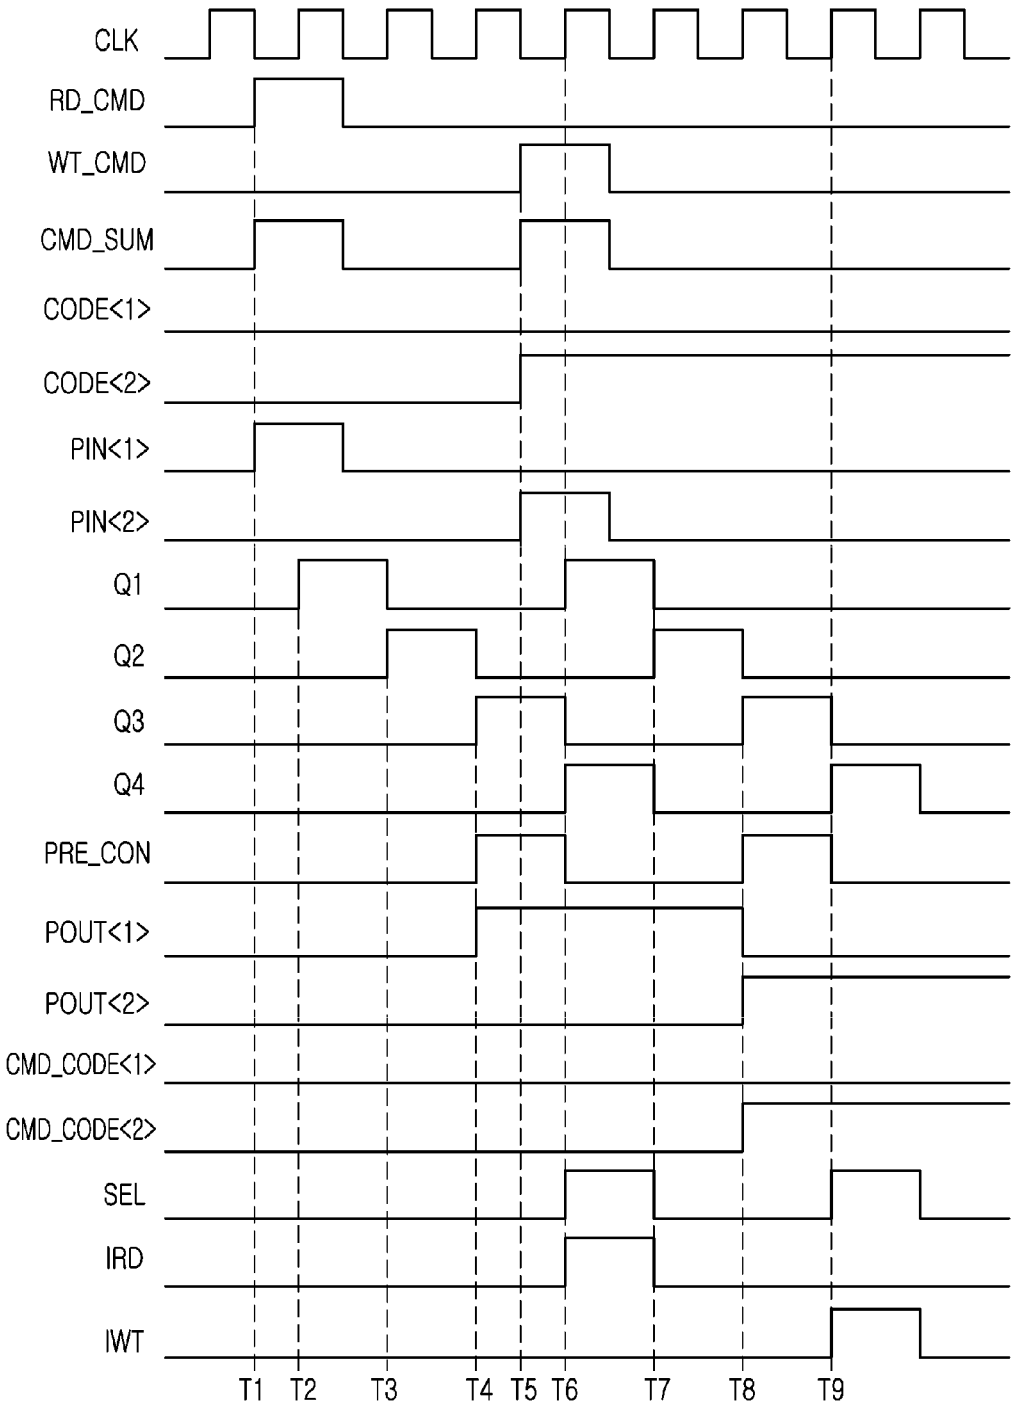 CLK
RD_CMD
WT_CMD
CMD_SUM
CODE<1>
CODE<2>
PIN<1>
PIN<2>
Q1
Q2
Q3
Q4
PRE_CON
POUT<1>
POUT<2>
CMD_CODE<1>
CMD_CODE<2>
SEL
IRD
IWT
T1 T2 T3 T4 T5 T6 T7 T8 T9